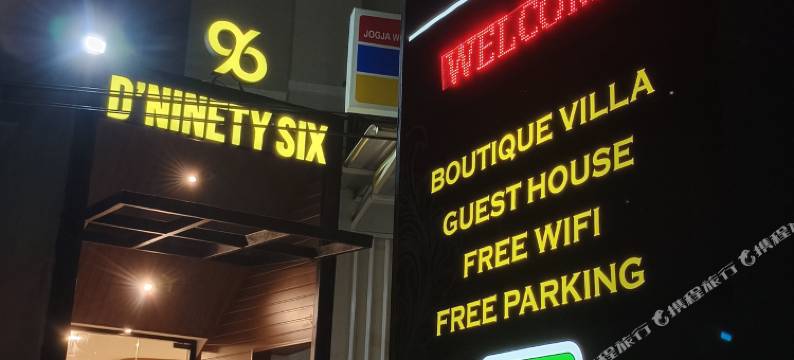 96
D'NINETY SIX
JOGJA W
WELCOM
BOUTIQUE VILLA
GUEST HOUSE
FREE WIFI
FREE PARKING
携程旅行
携程旅行